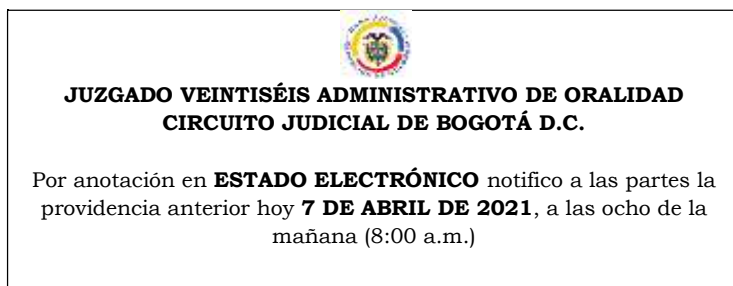 JUZGADO VEINTISÉIS ADMINISTRATIVO DE ORALIDAD
CIRCUITO JUDICIAL DE BOGOTÁ D.C.
Por anotación en ESTADO ELECTRÓNICO notifico a las partes la
providencia anterior hoy 7 DE ABRIL DE 2021, a las ocho de la
mañana (8:00 a.m.)